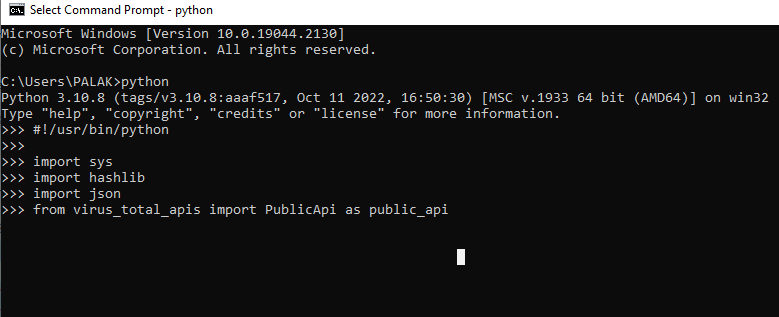 Select Command Prompt - python
Microsoft Windows [Version 10.0.19044.2130]
(c) Microsoft Corporation. All rights reserved.
C:\Users\PALAK>python
Python 3.10.8 (tags/v3.10.8:aaaf517, Oct 11 2022, 16:50:30) [MSC v.1933 64 bit (AMD64)] on win32
Type "help", "copyright", "credits" or "license" for more information.
>>> #!/usr/bin/python
>>>
>>> import sys
>>> import hashlib
>>> import json
>>> from virus_total_apis import PublicApi as public_api